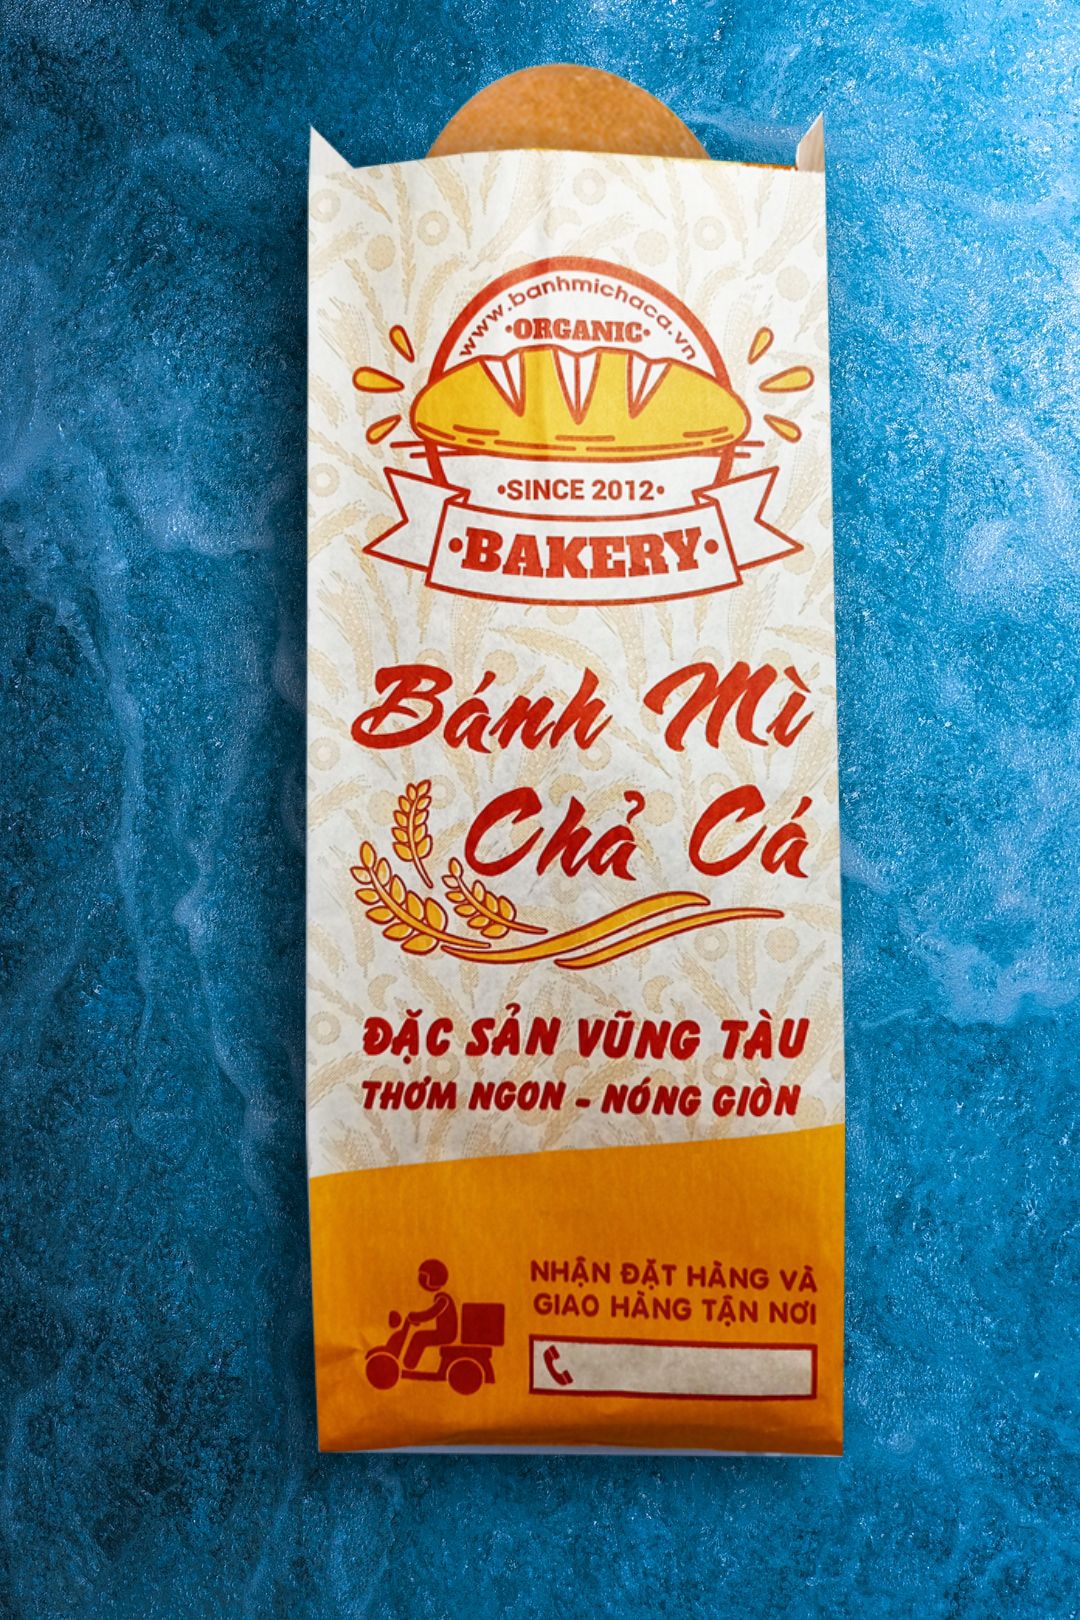 www.banhmichaca.vn
•ORGANIC•
•SINCE 2012•
•BAKERY•
Bánh Mì
Chả Cá
ĐẶC SẢN VŨNG TÀU
THƠM NGON - NÓNG GIÒN
NHẬN ĐẶT HÀNG VÀ
GIAO HÀNG TẬN NƠI